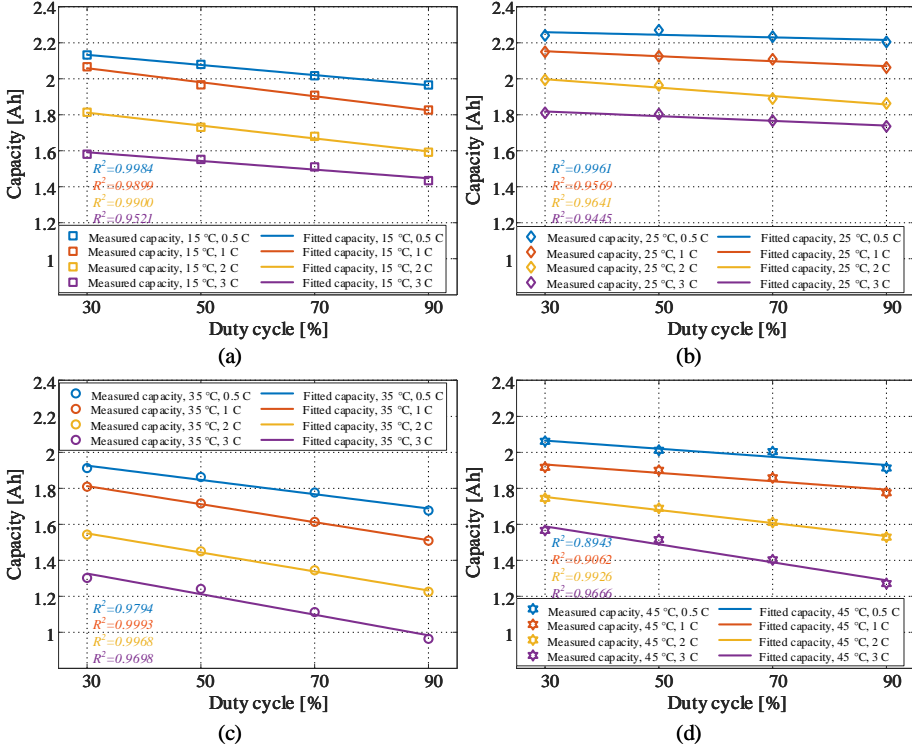 2.4
2.2
2
1.8
1.6
1.4
1.2
1
Capacity [Ah]
R²=0.9984
R²=0.9899
R²=0.9900
R²=0.9521
Measured capacity, 15 °C, 0.5 C Fitted capacity, 15 °C, 0.5 C
Measured capacity, 15 °C, 1 C Fitted capacity, 15 °C, 1 C
Measured capacity, 15 °C, 2 C Fitted capacity, 15 °C, 2 C
Measured capacity, 15 °C, 3 C Fitted capacity, 15 °C, 3 C
30 50 70 90
Duty cycle [%]
(a)
2.4
2.2
2
1.8
1.6
1.4
1.2
1
Capacity [Ah]
R²=0.9961
R²=0.9569
R²=0.9641
R²=0.9445
Measured capacity, 25 °C, 0.5 C Fitted capacity, 25 °C, 0.5 C
Measured capacity, 25 °C, 1 C Fitted capacity, 25 °C, 1 C
Measured capacity, 25 °C, 2 C Fitted capacity, 25 °C, 2 C
Measured capacity, 25 °C, 3 C Fitted capacity, 25 °C, 3 C
30 50 70 90
Duty cycle [%]
(b)
2.4
2.2
2
1.8
1.6
1.4
1.2
1
Capacity [Ah]
Measured capacity, 35 °C, 0.5 C Fitted capacity, 35 °C, 0.5 C
Measured capacity, 35 °C, 1 C Fitted capacity, 35 °C, 1 C
Measured capacity, 35 °C, 2 C Fitted capacity, 35 °C, 2 C
Measured capacity, 35 °C, 3 C Fitted capacity, 35 °C, 3 C
R²=0.9794
R²=0.9993
R²=0.9968
R²=0.9698
30 50 70 90
Duty cycle [%]
(c)
2.4
2.2
2
1.8
1.6
1.4
1.2
1
Capacity [Ah]
R²=0.8943
R²=0.9062
R²=0.9926
R²=0.9666
Measured capacity, 45 °C, 0.5 C Fitted capacity, 45 °C, 0.5 C
Measured capacity, 45 °C, 1 C Fitted capacity, 45 °C, 1 C
Measured capacity, 45 °C, 2 C Fitted capacity, 45 °C, 2 C
Measured capacity, 45 °C, 3 C Fitted capacity, 45 °C, 3 C
30 50 70 90
Duty cycle [%]
(d)